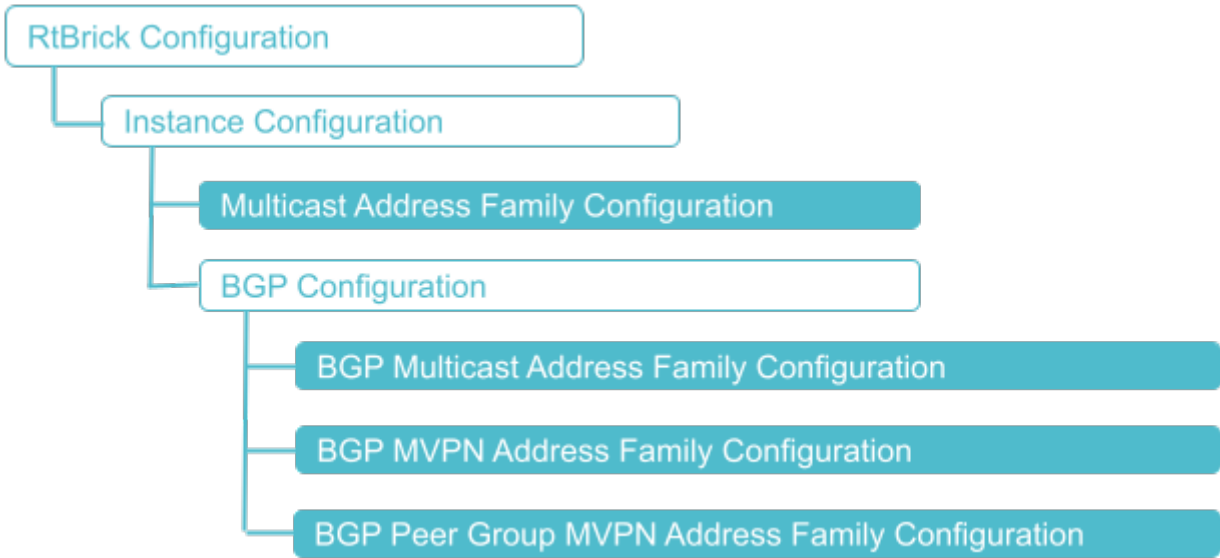 RtBrick Configuration
Instance Configuration
Multicast Address Family Configuration
BGP Configuration
BGP Multicast Address Family Configuration
BGP MVPN Address Family Configuration
BGP Peer Group MVPN Address Family Configuration